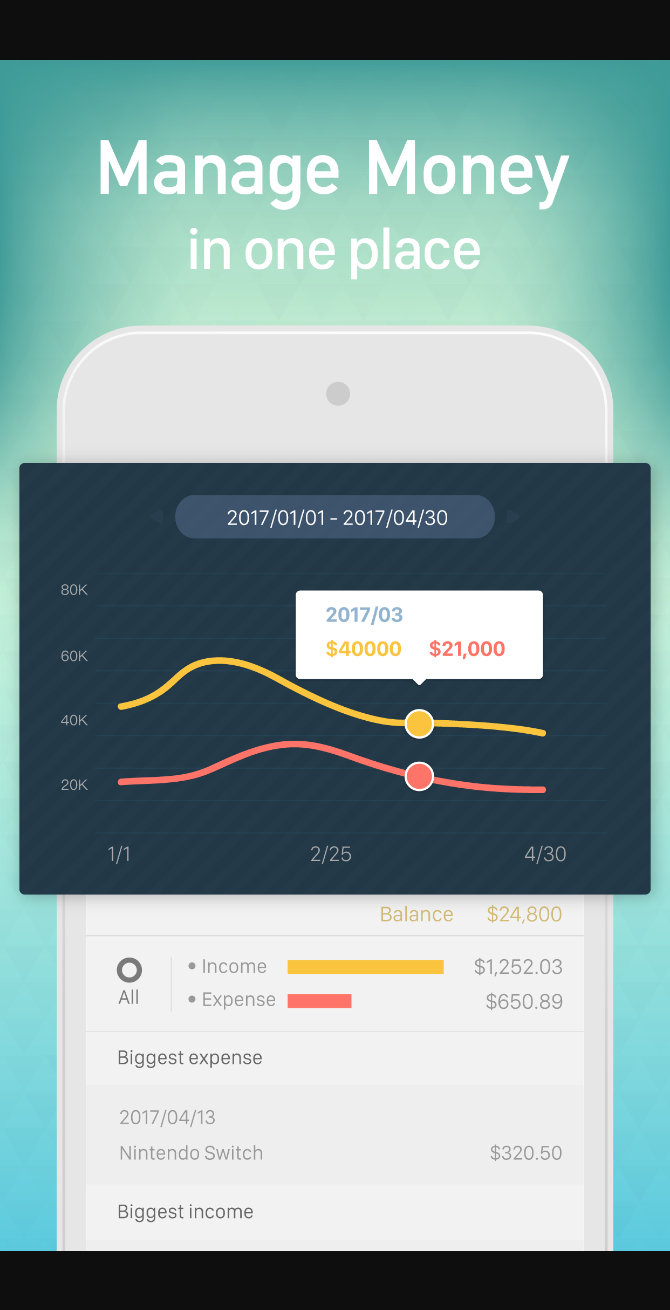 Manage Money
in one place
2017/01/01 - 2017/04/30
80K
2017/03
$40000 $21,000
60K
40K
20K
1/1 2/25 4/30
Balance $24,800
• Income $1,252.03
All
• Expense $650.89
Biggest expense
2017/04/13
Nintendo Switch $320.50
Biggest income